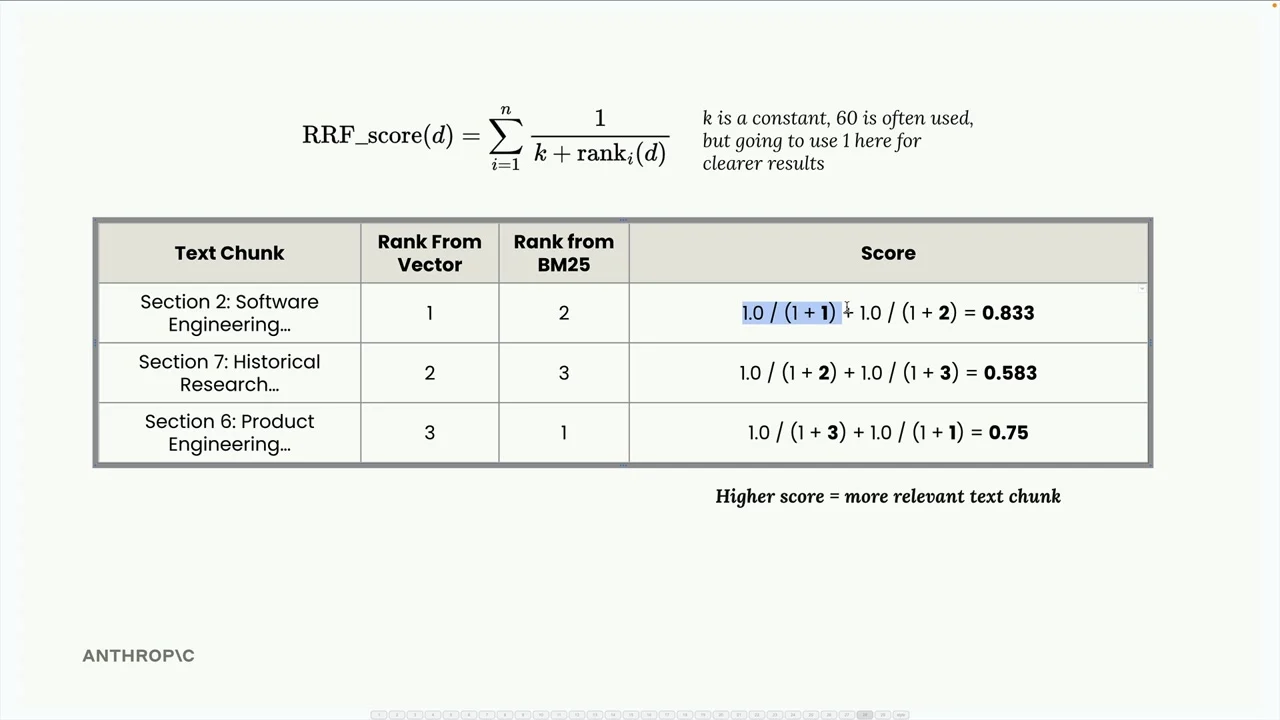 RRF_score(d) = \sum_{i=1}^{n} \frac{1}{k + rank_i(d)}
k is a constant, 60 is often used,
but going to use 1 here for
clearer results
Text Chunk
Rank From
Vector
Rank from
BM25
Score
Section 2: Software
Engineering...
1
2
1.0 / (1 + 1) + 1.0 / (1 + 2) = 0.833
Section 7: Historical
Research...
2
3
1.0 / (1 + 2) + 1.0 / (1 + 3) = 0.583
Section 6: Product
Engineering...
3
1
1.0 / (1 + 3) + 1.0 / (1 + 1) = 0.75
Higher score = more relevant text chunk
ANTHROP\C